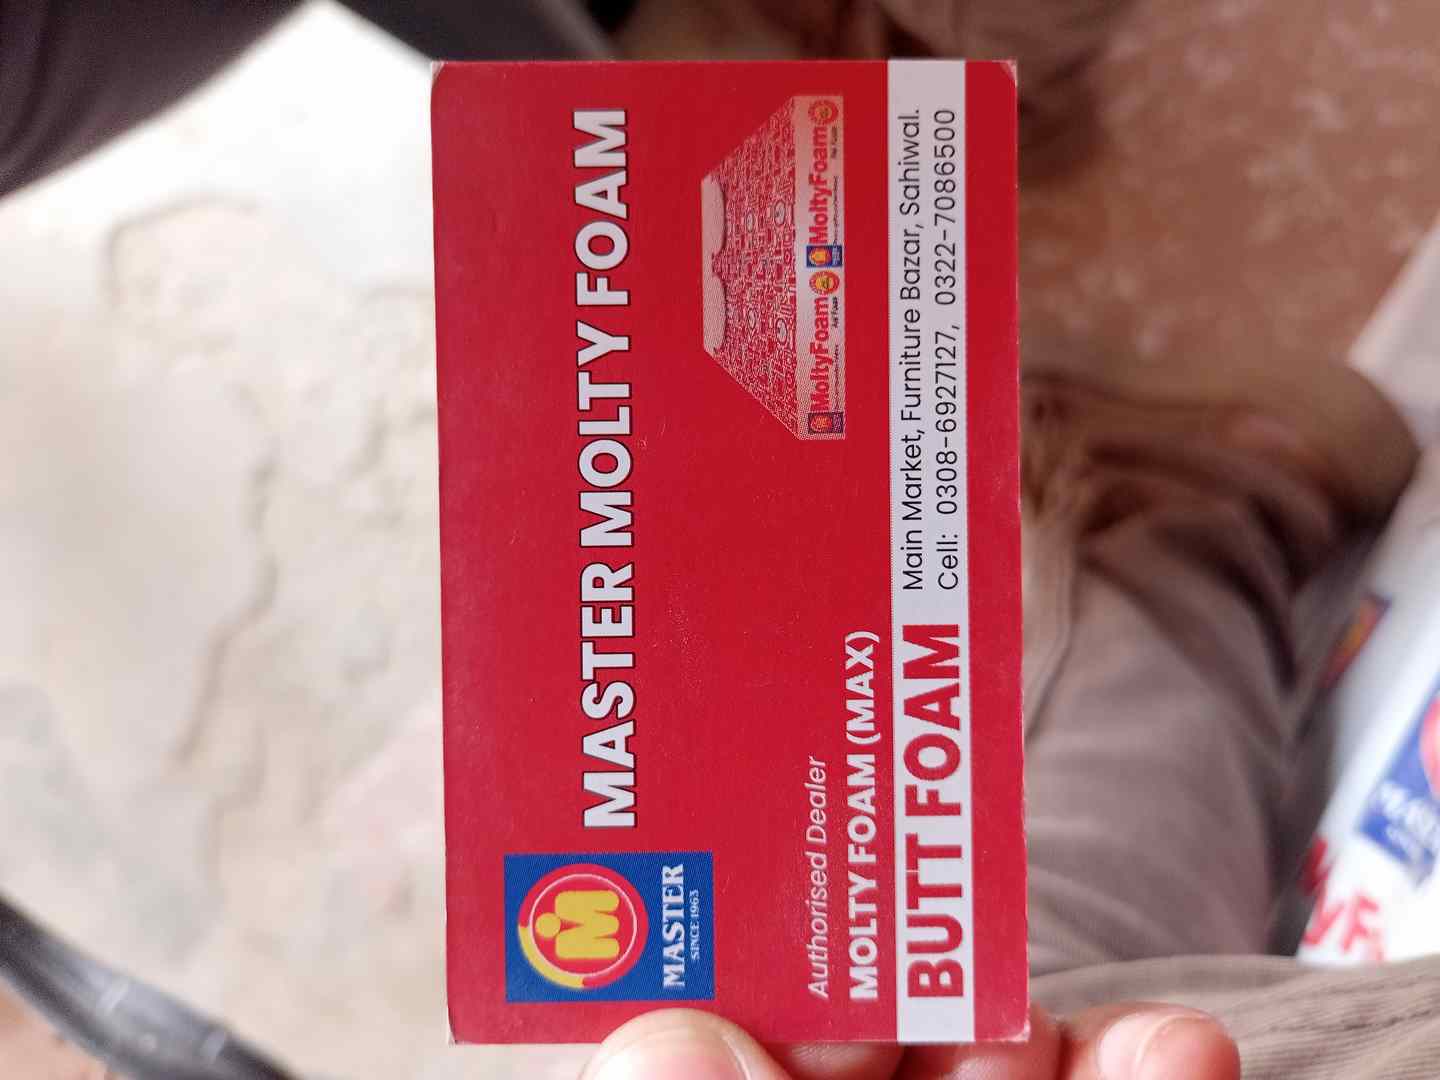 MASTER
SINCE 1963
MASTER MOLTY FOAM
MoltyFoam
MoltyFoam
Authorised Dealer
MOLTY FOAM (MAX)
BUTT FOAM
Main Market, Furniture Bazar, Sahiwal.
Cell: 0308-6927127, 0322-7086500